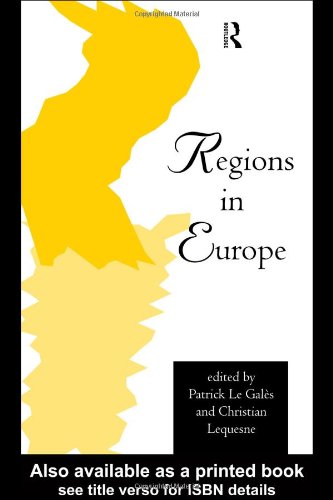 ROUTLEDGE
Regions
in
Europe
edited by
Patrick Le Galès
and Christian
Lequesne
Also available as a printed book
see title verso for ISBN details